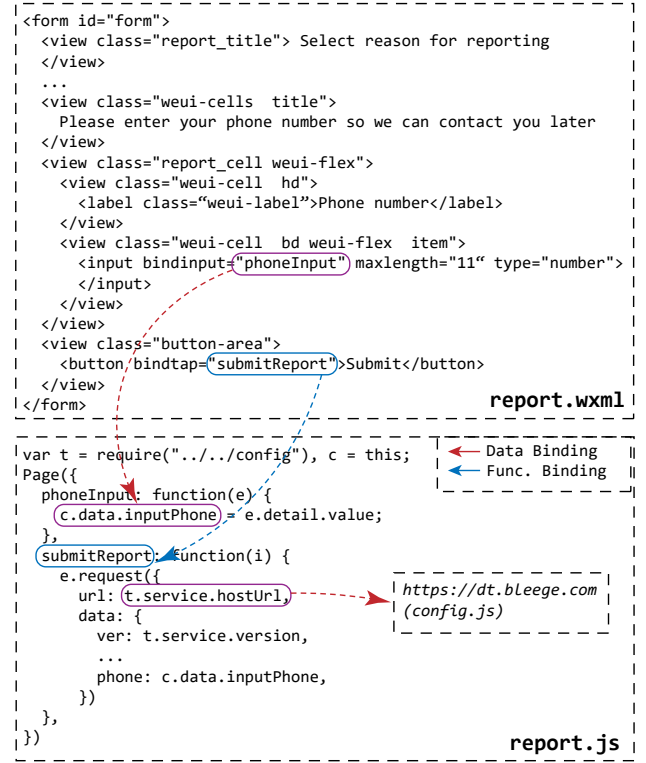 <form id="form">
<view class="report_title"> Select reason for reporting
</view>
...
<view class="weui-cells  title">
Please enter your phone number so we can contact you later
</view>
<view class="report_cell weui-flex">
<view class="weui-cell  hd">
<label class=“weui-label”>Phone number</label>
</view>
<view class="weui-cell  bd weui-flex  item">
<input bindinput="phoneInput" maxlength="11“ type="number">
</input>
</view>
</view>
<view class="button-area">
<button bindtap="submitReport">Submit</button>
</view>
</form>
report.wxml
var t = require("../../config"), c = this;
Data Binding
Func. Binding
Page({
phoneInput: function(e) {
c.data.inputPhone = e.detail.value;
},
submitReport: function(i) {
e.request({
url: t.service.hostUrl,
https://dt.bleege.com
(config.js)
data: {
ver: t.service.version,
...
phone: c.data.inputPhone,
})
},
})
report.js